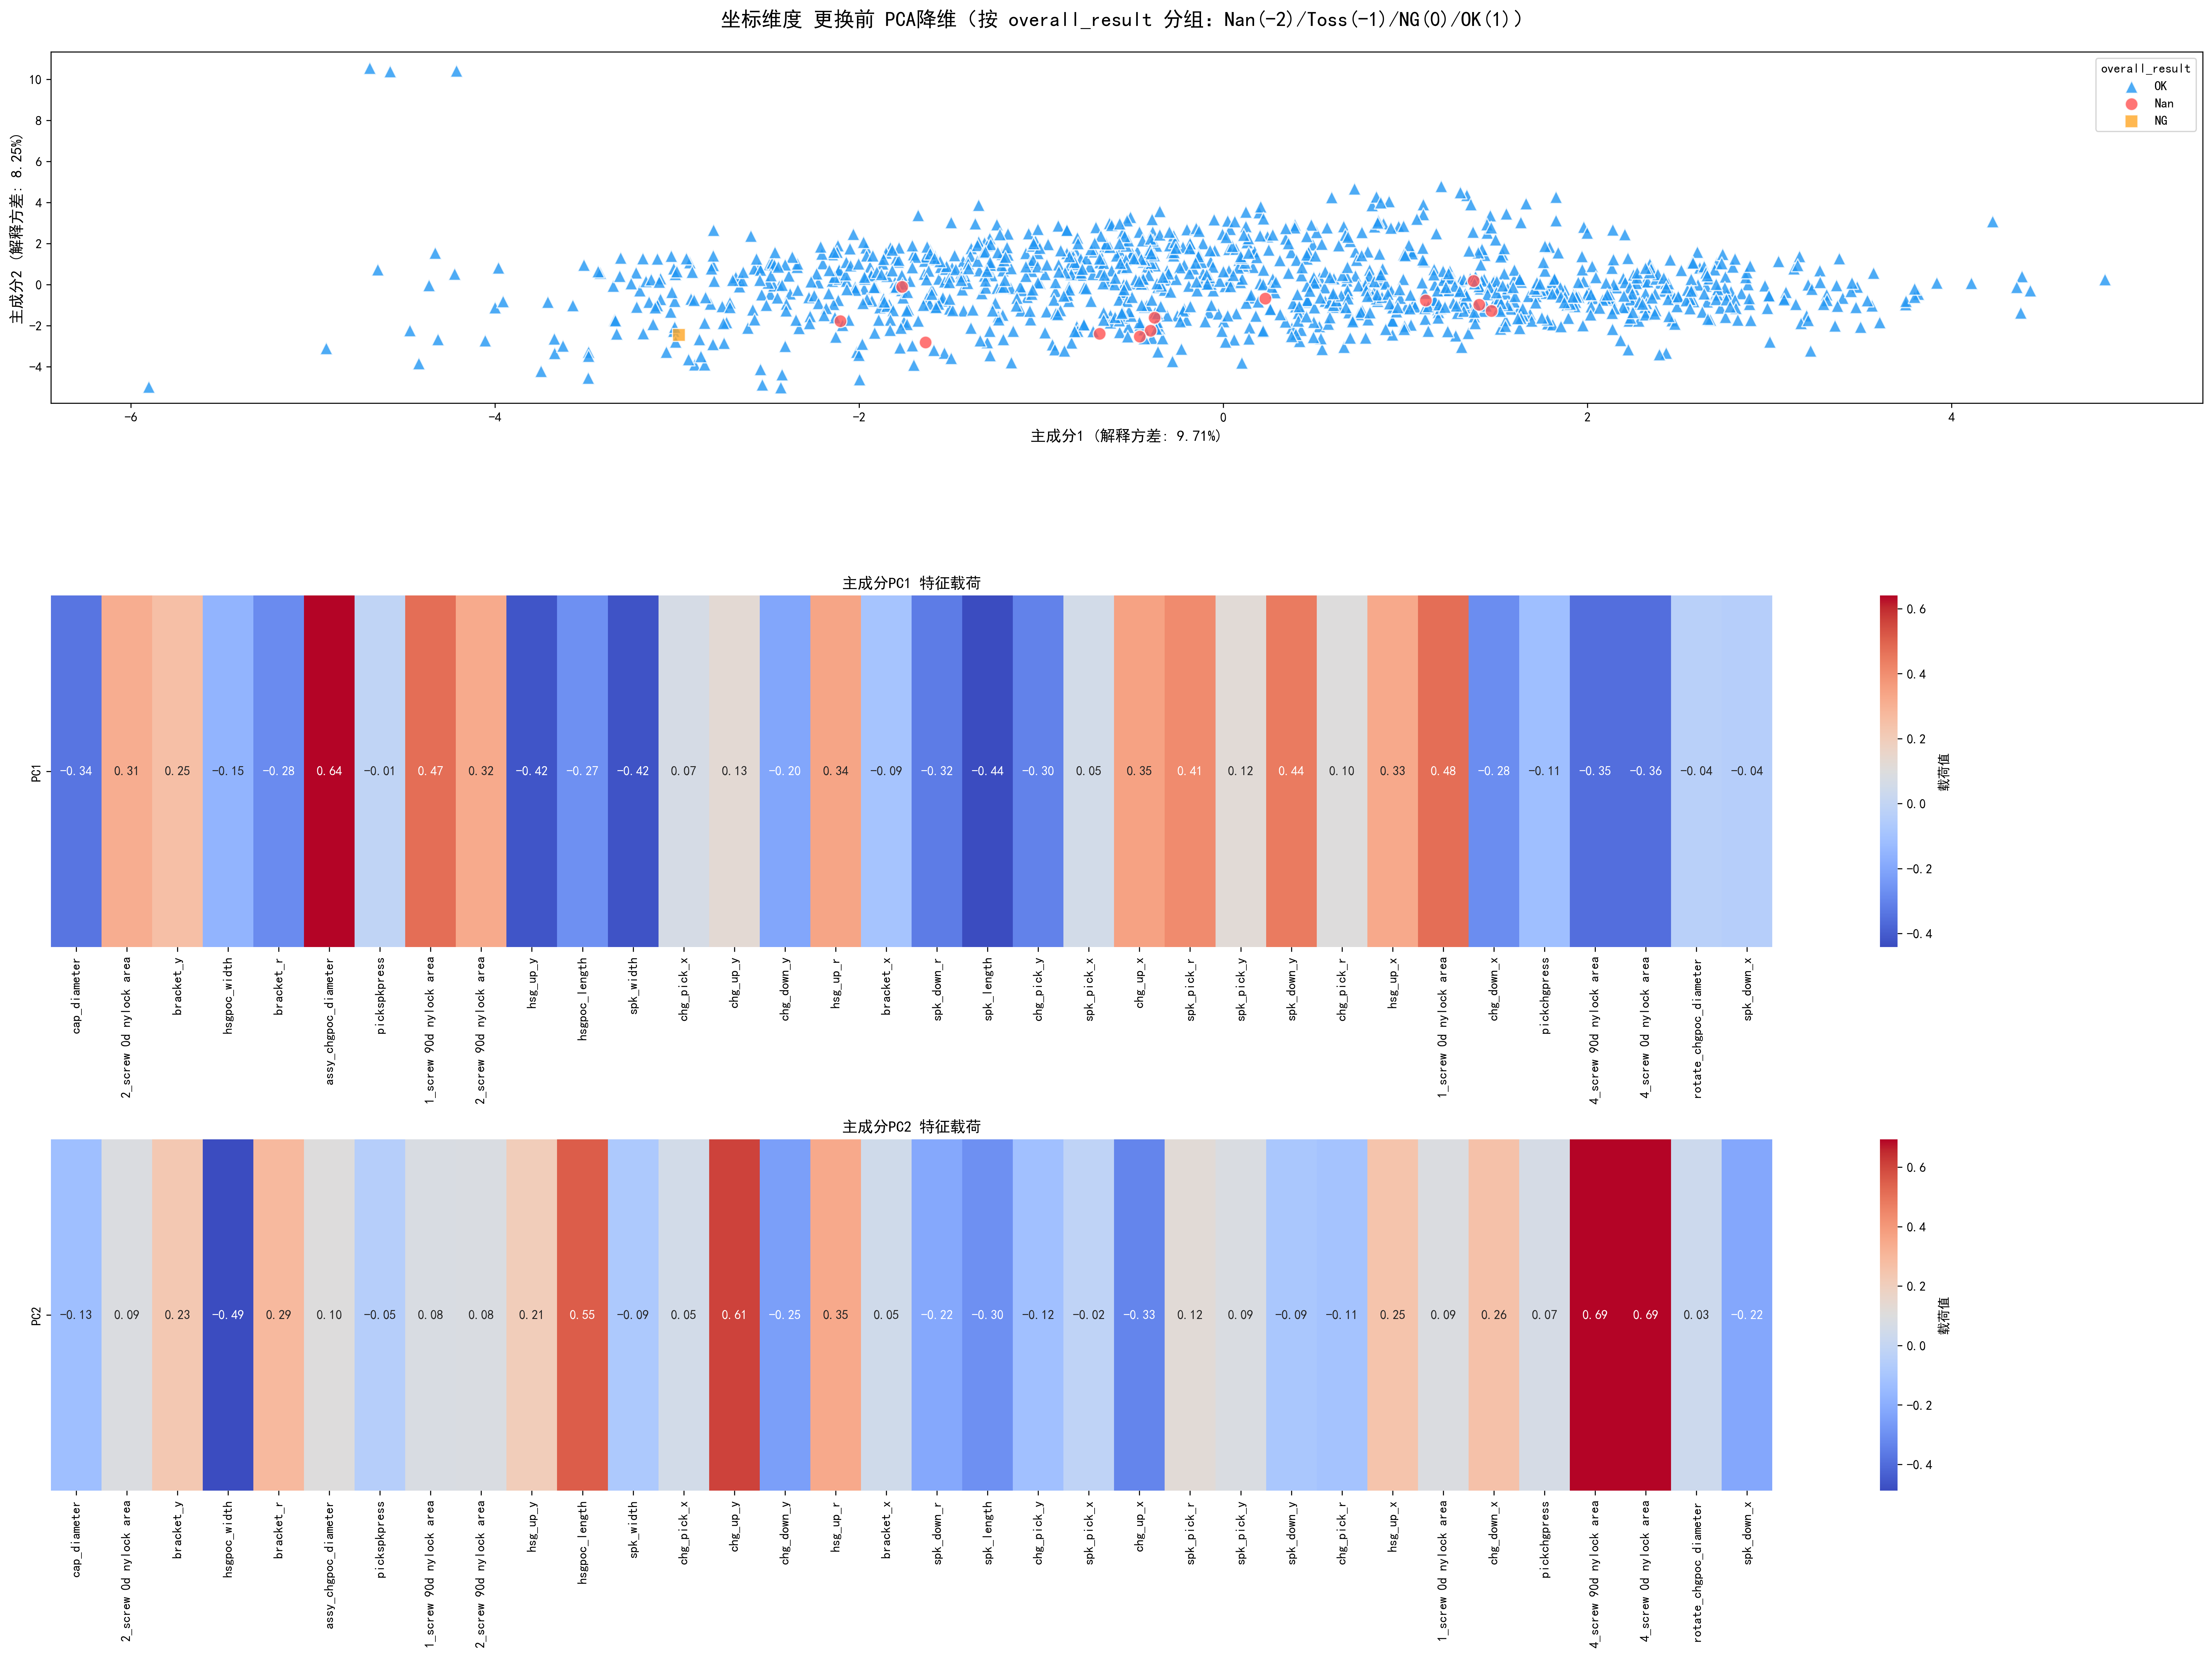 坐标维度 更换前 PCA降维（按 overall_result 分组：Nan(-2)/Toss(-1)/NG(0)/OK(1)）
overall_result
OK
Nan
NG
主成分2 (解释方差: 8.25%)
10
8
6
4
2
0
−2
−4
−6
−4
−2
0
2
4
主成分1 (解释方差: 9.71%)
主成分PC1 特征载荷
PC1
−0.34 0.31 0.25 −0.15 −0.28 0.64 −0.01 0.47 0.32 −0.42 −0.27 −0.42 0.07 0.13 −0.20 0.34 −0.09 −0.32 −0.44 −0.30 0.05 0.35 0.41 0.12 0.44 0.10 0.33 0.48 −0.28 −0.11 −0.35 −0.36 −0.04 −0.04
cap_diameter
2_screw 0d nylock area
bracket_y
hsgpoc_width
bracket_r
assy_chgpoc_diameter
pickspkpress
1_screw 90d nylock area
2_screw 90d nylock area
hsg_up_y
hsgpoc_length
spk_width
chg_pick_x
chg_up_y
chg_down_y
hsg_up_r
bracket_x
spk_down_r
spk_length
chg_pick_y
spk_pick_x
chg_up_x
spk_pick_r
spk_pick_y
spk_down_y
chg_pick_r
hsg_up_x
1_screw 0d nylock area
chg_down_x
pickchgpress
4_screw 90d nylock area
4_screw 0d nylock area
rotate_chgpoc_diameter
spk_down_x
0.6
0.4
0.2
0.0
−0.2
−0.4
载荷值
主成分PC2 特征载荷
PC2
−0.13 0.09 0.23 −0.49 0.29 0.10 −0.05 0.08 0.08 0.21 0.55 −0.09 0.05 0.61 −0.25 0.35 0.05 −0.22 −0.30 −0.12 −0.02 −0.33 0.12 0.09 −0.09 −0.11 0.25 0.09 0.26 0.07 0.69 0.69 0.03 −0.22
cap_diameter
2_screw 0d nylock area
bracket_y
hsgpoc_width
bracket_r
assy_chgpoc_diameter
pickspkpress
1_screw 90d nylock area
2_screw 90d nylock area
hsg_up_y
hsgpoc_length
spk_width
chg_pick_x
chg_up_y
chg_down_y
hsg_up_r
bracket_x
spk_down_r
spk_length
chg_pick_y
spk_pick_x
chg_up_x
spk_pick_r
spk_pick_y
spk_down_y
chg_pick_r
hsg_up_x
1_screw 0d nylock area
chg_down_x
pickchgpress
4_screw 90d nylock area
4_screw 0d nylock area
rotate_chgpoc_diameter
spk_down_x
0.6
0.4
0.2
0.0
−0.2
−0.4
载荷值